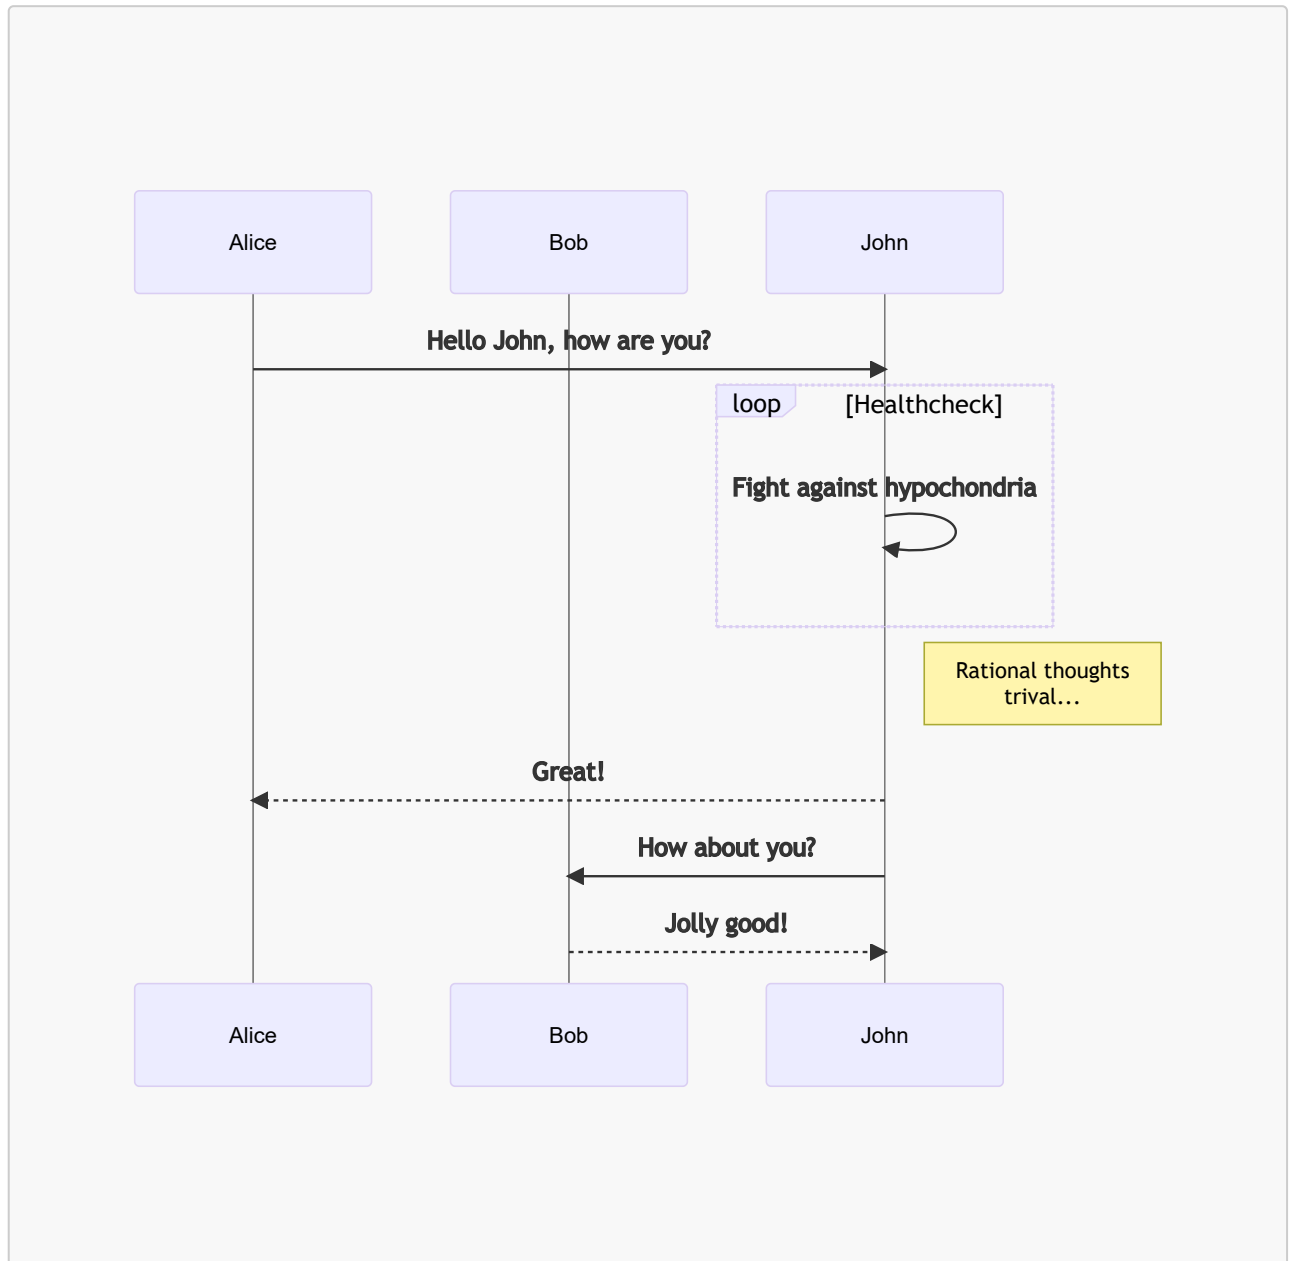 Alice
Bob
John
Hello John, how are you?
loop
[Healthcheck]
Fight against hypochondria
Rational thoughts
trival...
Great!
How about you?
Jolly good!
Alice
Bob
John